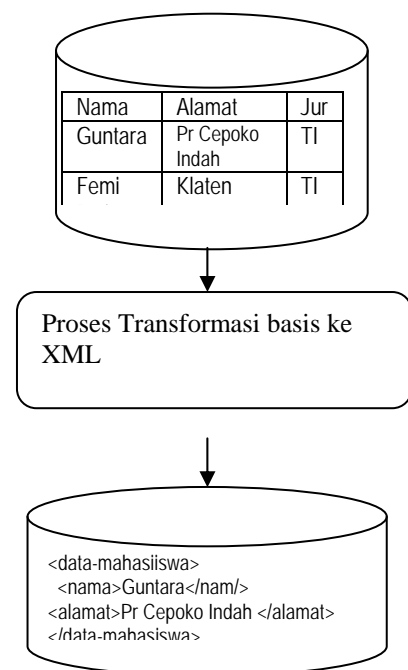 Nama Alamat Jur
Guntara Pr Cepoko Indah TI
Femi Klaten TI
Proses Transformasi basis ke
XML
<data-mahasiiswa>
<nama>Guntara</nam/>
<alamat>Pr Cepoko Indah </alamat>
</data-mahasiswa>